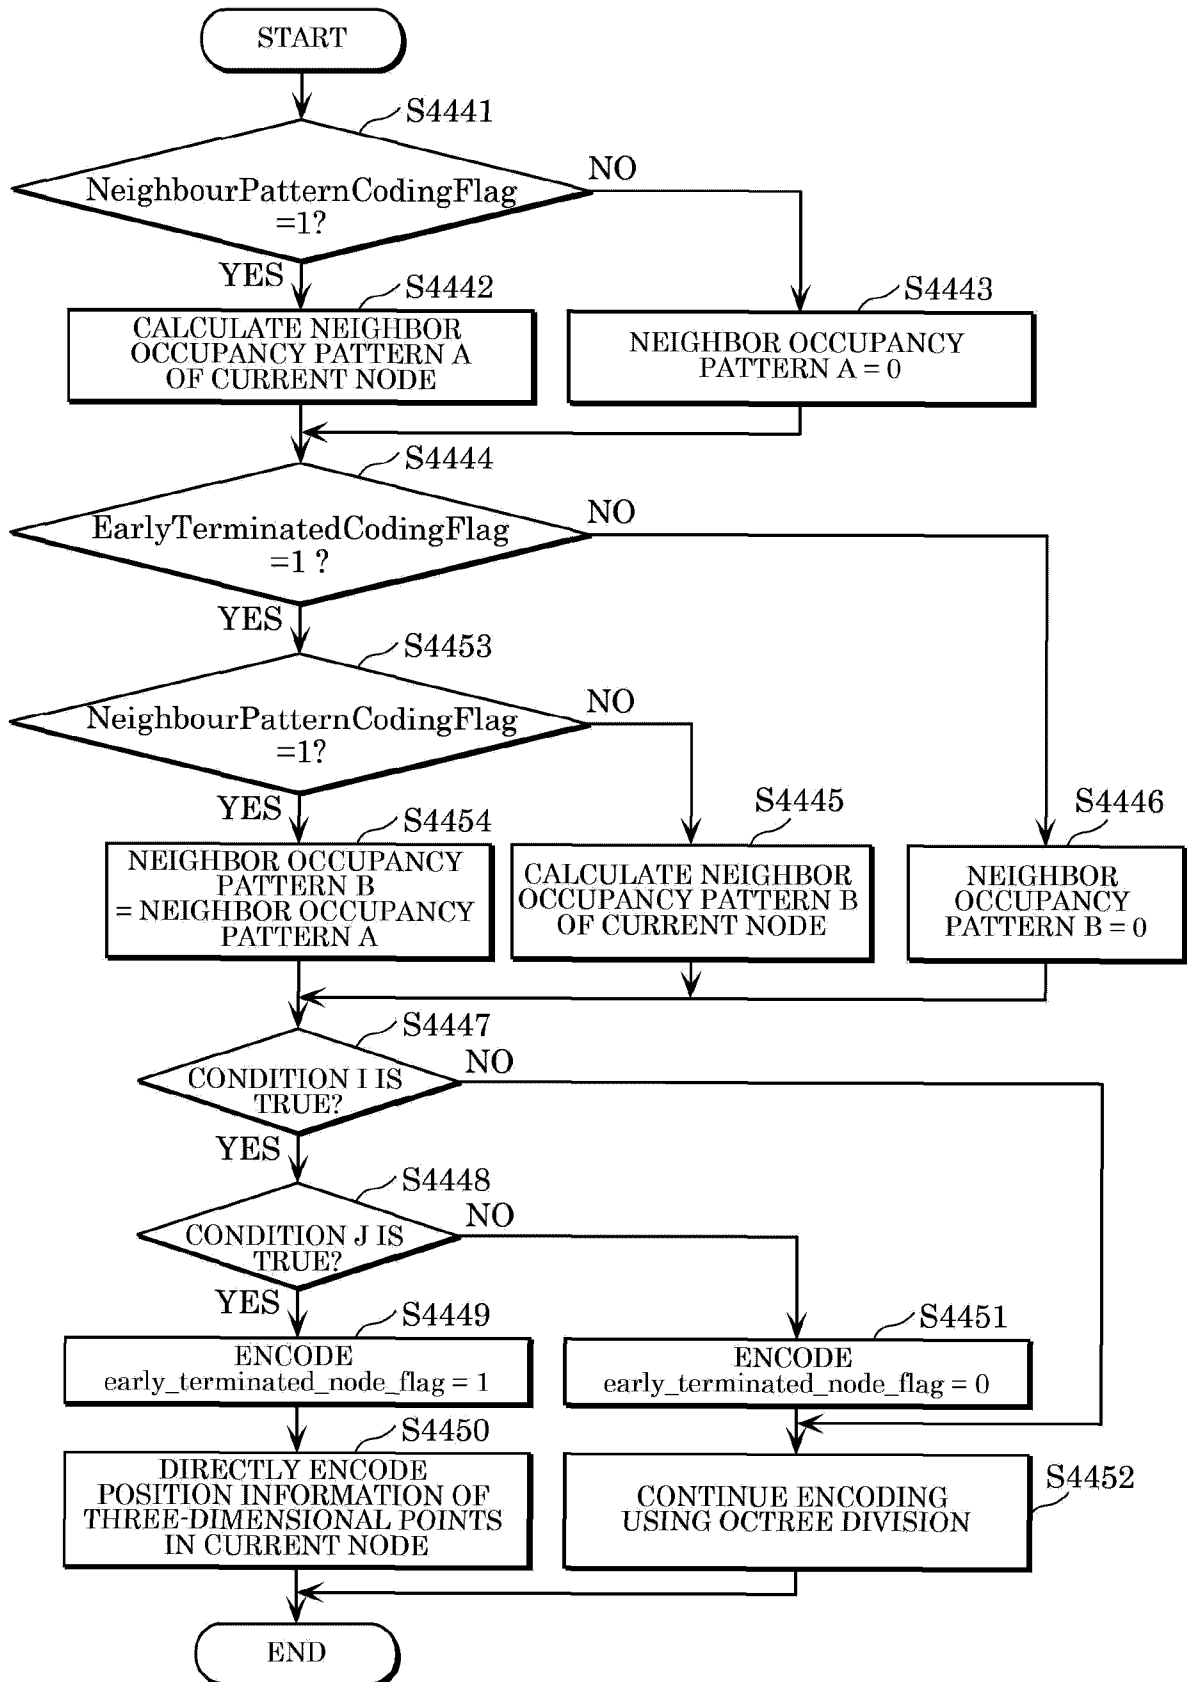 START
S4441
NeighbourPatternCodingFlag
=1?
NO
YES
S4442
CALCULATE NEIGHBOR
OCCUPANCY PATTERN A
OF CURRENT NODE
S4443
NEIGHBOR OCCUPANCY
PATTERN A = 0
S4444
EarlyTerminatedCodingFlag
=1 ?
NO
YES
S4453
NeighbourPatternCodingFlag
=1?
NO
YES
S4454
NEIGHBOR OCCUPANCY
PATTERN B
= NEIGHBOR OCCUPANCY
PATTERN A
S4445
CALCULATE NEIGHBOR
OCCUPANCY PATTERN B
OF CURRENT NODE
S4446
NEIGHBOR
OCCUPANCY
PATTERN B = 0
S4447
CONDITION I IS
TRUE?
NO
YES
S4448
CONDITION J IS
TRUE?
NO
YES
S4449
ENCODE
early_terminated_node_flag = 1
S4451
ENCODE
early_terminated_node_flag = 0
S4450
DIRECTLY ENCODE
POSITION INFORMATION OF
THREE-DIMENSIONAL POINTS
IN CURRENT NODE
S4452
CONTINUE ENCODING
USING OCTREE DIVISION
END